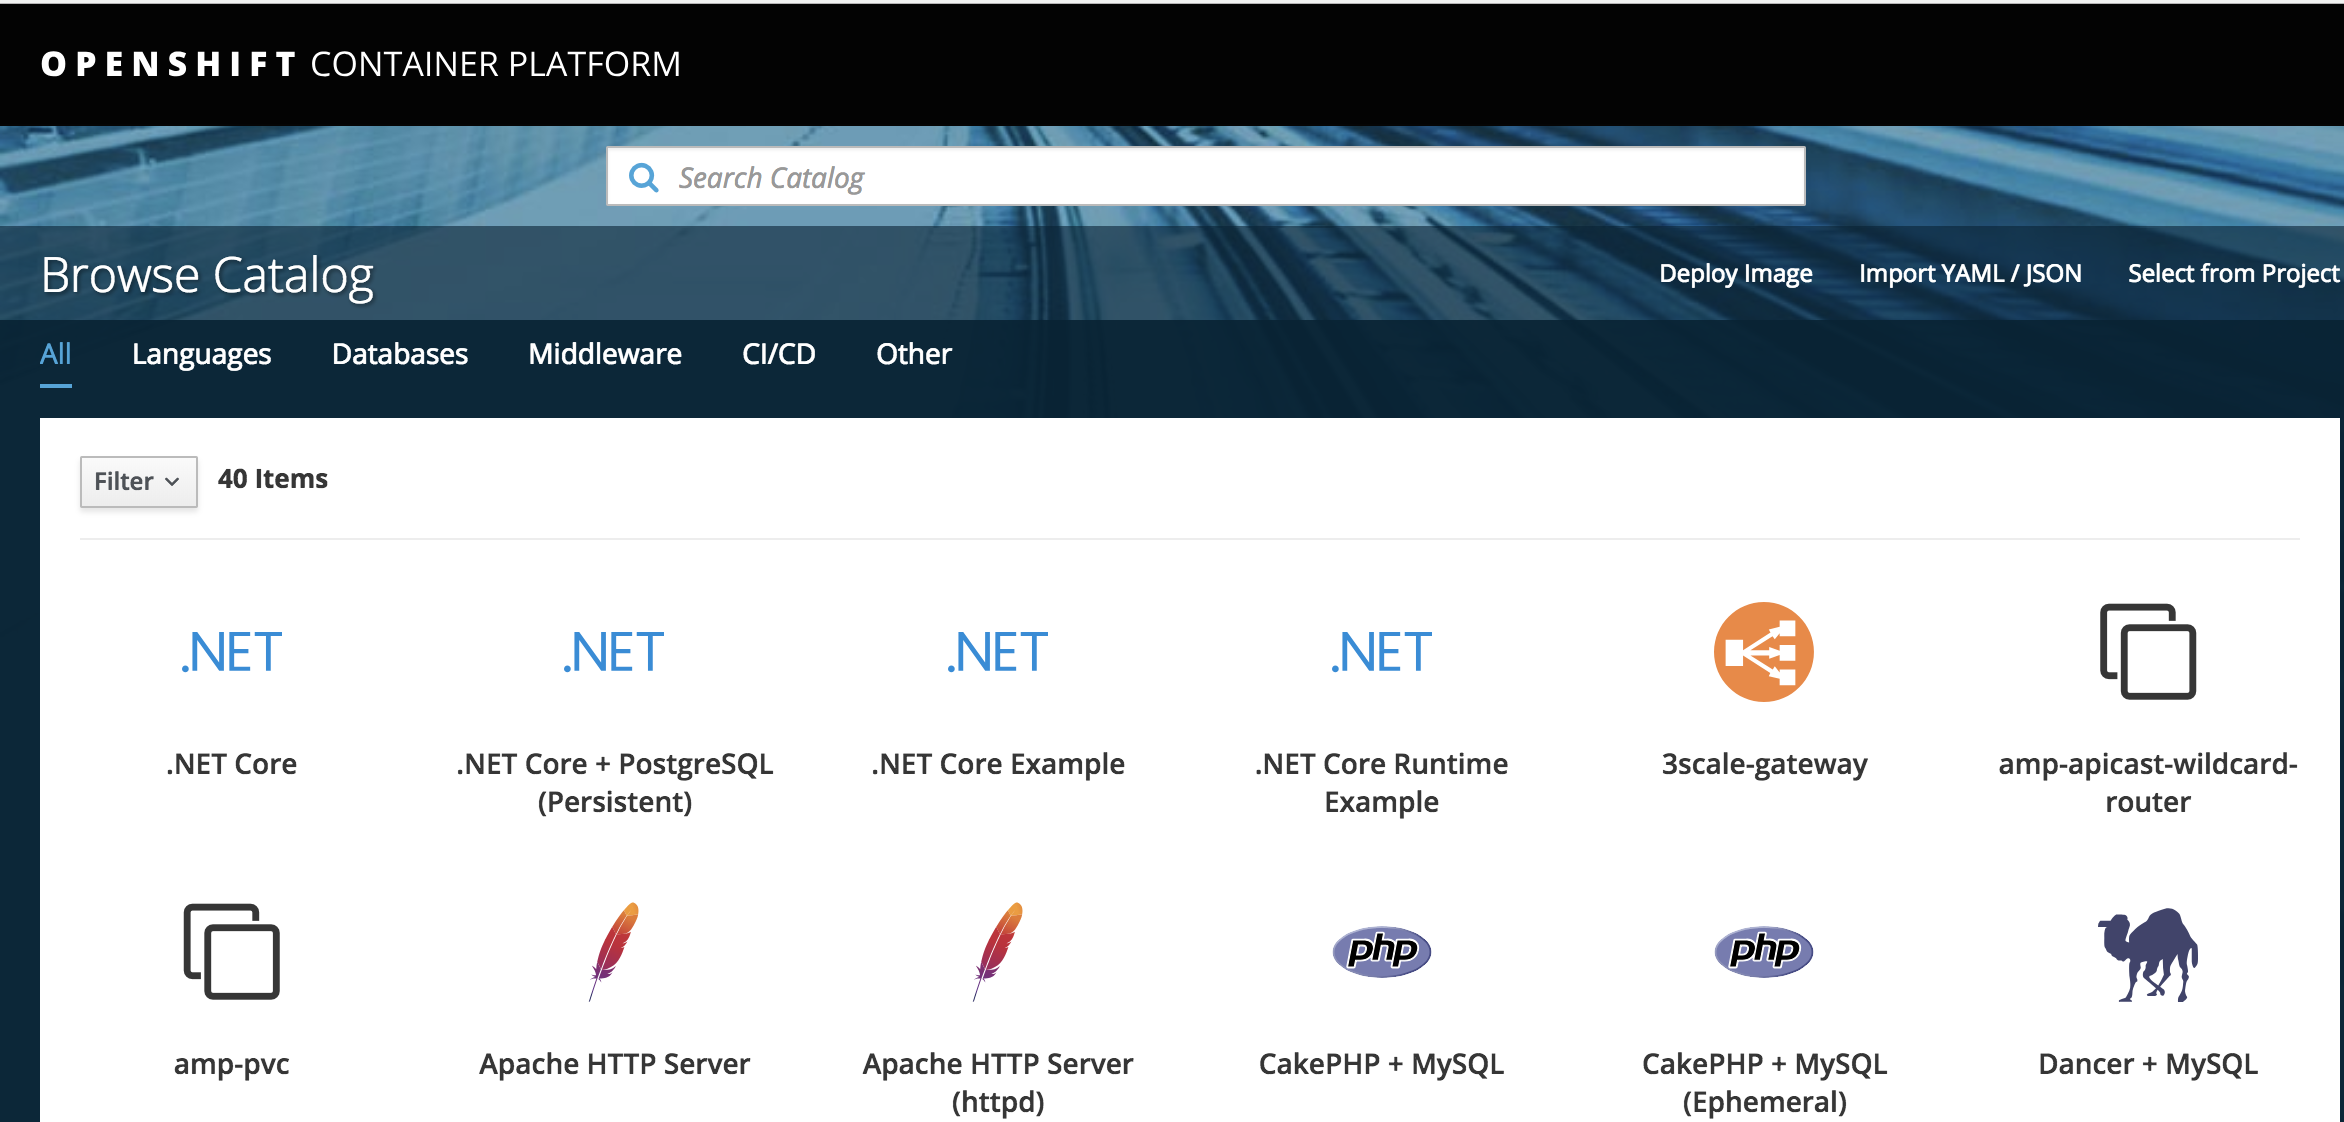 OPENSHIFT CONTAINER PLATFORM
Search Catalog
Browse Catalog
Deploy Image Import YAML / JSON Select from Project
All Languages Databases Middleware CI/CD Other
Filter 40 Items
.NET .NET .NET .NET
.NET Core
.NET Core + PostgreSQL
(Persistent)
.NET Core Example
.NET Core Runtime
Example
3scale-gateway
amp-apicast-wildcard-
router
php php
amp-pvc
Apache HTTP Server
Apache HTTP Server
(httpd)
CakePHP + MySQL
CakePHP + MySQL
(Ephemeral)
Dancer + MySQL